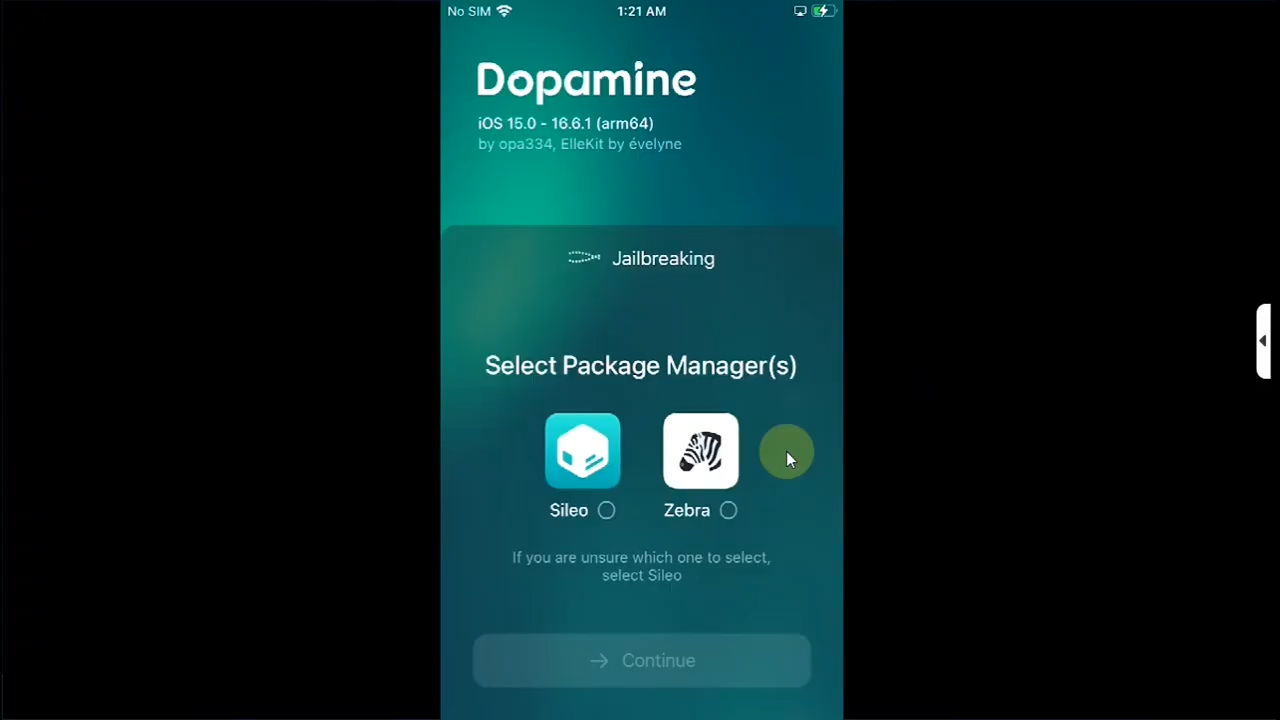 No SIM
1:21 AM
Dopamine
iOS 15.0 - 16.6.1 (arm64)
by opa334, ElleKit by évelyne
Jailbreaking
Select Package Manager(s)
Sileo
Zebra
If you are unsure which one to select,
select Sileo
Continue